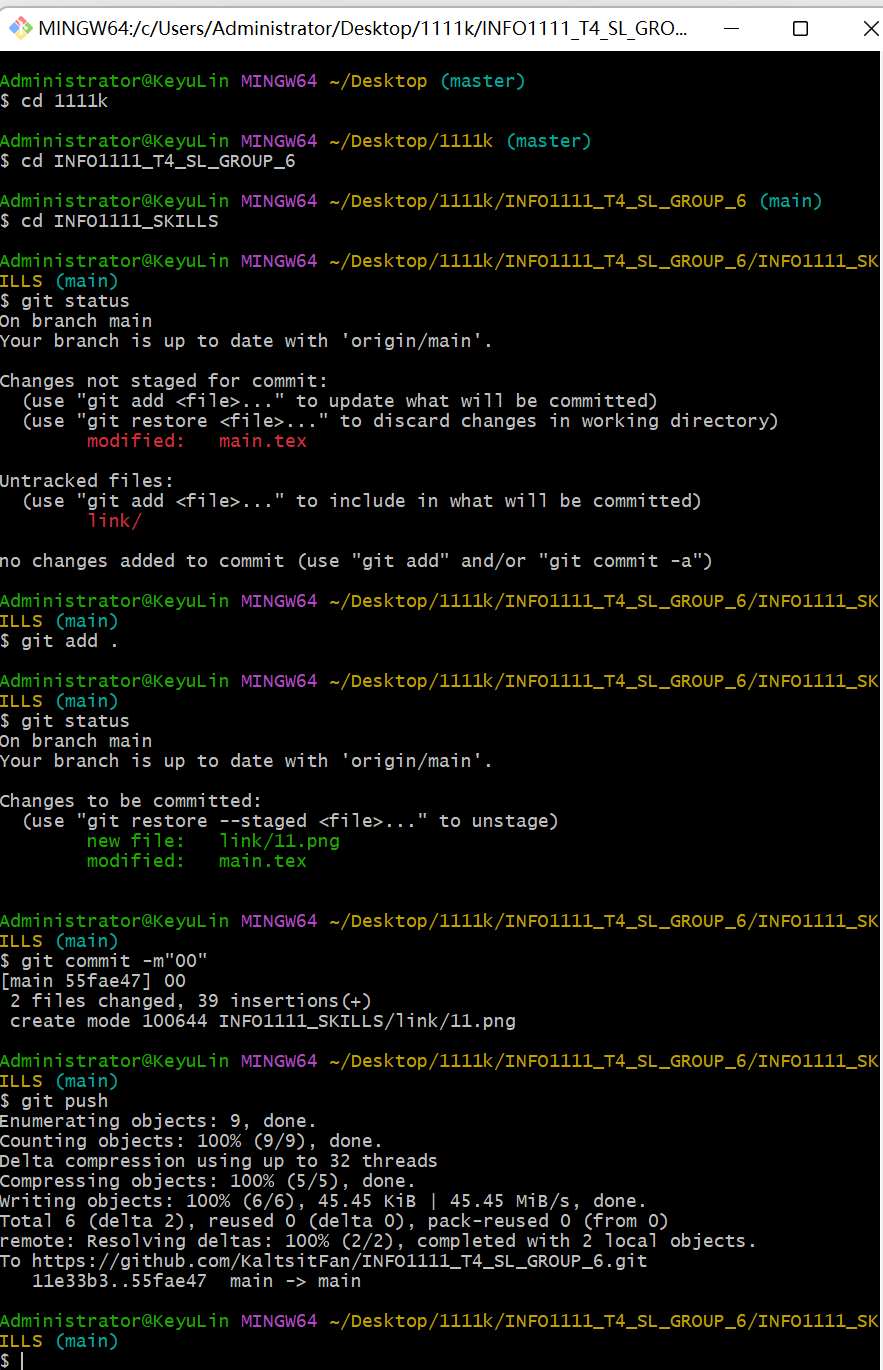 MINGW64:/c/Users/Administrator/Desktop/1111k/INFO1111_T4_SL_GRO...
Administrator@KeyuLin MINGW64 ~/Desktop (master)
$ cd 1111k
Administrator@KeyuLin MINGW64 ~/Desktop/1111k (master)
$ cd INFO1111_T4_SL_GROUP_6
Administrator@KeyuLin MINGW64 ~/Desktop/1111k/INFO1111_T4_SL_GROUP_6 (main)
$ cd INFO1111_SKILLS
Administrator@KeyuLin MINGW64 ~/Desktop/1111k/INFO1111_T4_SL_GROUP_6/INFO1111_SK
ILLS (main)
$ git status
On branch main
Your branch is up to date with 'origin/main'.
Changes not staged for commit:
  (use "git add <file>..." to update what will be committed)
  (use "git restore <file>..." to discard changes in working directory)
        modified:   main.tex
Untracked files:
  (use "git add <file>..." to include in what will be committed)
        link/
no changes added to commit (use "git add" and/or "git commit -a")
Administrator@KeyuLin MINGW64 ~/Desktop/1111k/INFO1111_T4_SL_GROUP_6/INFO1111_SK
ILLS (main)
$ git add .
Administrator@KeyuLin MINGW64 ~/Desktop/1111k/INFO1111_T4_SL_GROUP_6/INFO1111_SK
ILLS (main)
$ git status
On branch main
Your branch is up to date with 'origin/main'.
Changes to be committed:
  (use "git restore --staged <file>..." to unstage)
        new file:   link/11.png
        modified:   main.tex
Administrator@KeyuLin MINGW64 ~/Desktop/1111k/INFO1111_T4_SL_GROUP_6/INFO1111_SK
ILLS (main)
$ git commit -m"00"
[main 55fae47] 00
 2 files changed, 39 insertions(+)
 create mode 100644 INFO1111_SKILLS/link/11.png
Administrator@KeyuLin MINGW64 ~/Desktop/1111k/INFO1111_T4_SL_GROUP_6/INFO1111_SK
ILLS (main)
$ git push
Enumerating objects: 9, done.
Counting objects: 100% (9/9), done.
Delta compression using up to 32 threads
Compressing objects: 100% (5/5), done.
Writing objects: 100% (6/6), 45.45 KiB | 45.45 MiB/s, done.
Total 6 (delta 2), reused 0 (delta 0), pack-reused 0 (from 0)
remote: Resolving deltas: 100% (2/2), completed with 2 local objects.
To https://github.com/KaltsitFan/INFO1111_T4_SL_GROUP_6.git
   11e33b3..55fae47  main -> main
Administrator@KeyuLin MINGW64 ~/Desktop/1111k/INFO1111_T4_SL_GROUP_6/INFO1111_SK
ILLS (main)
$